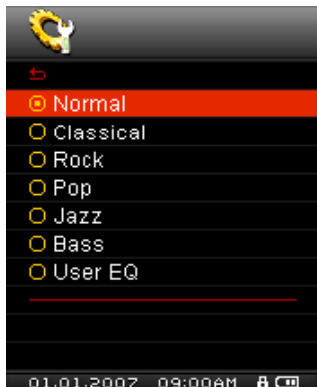 Normal
Classical
Rock
Pop
Jazz
Bass
User EQ
01.01.2007 09:00AM